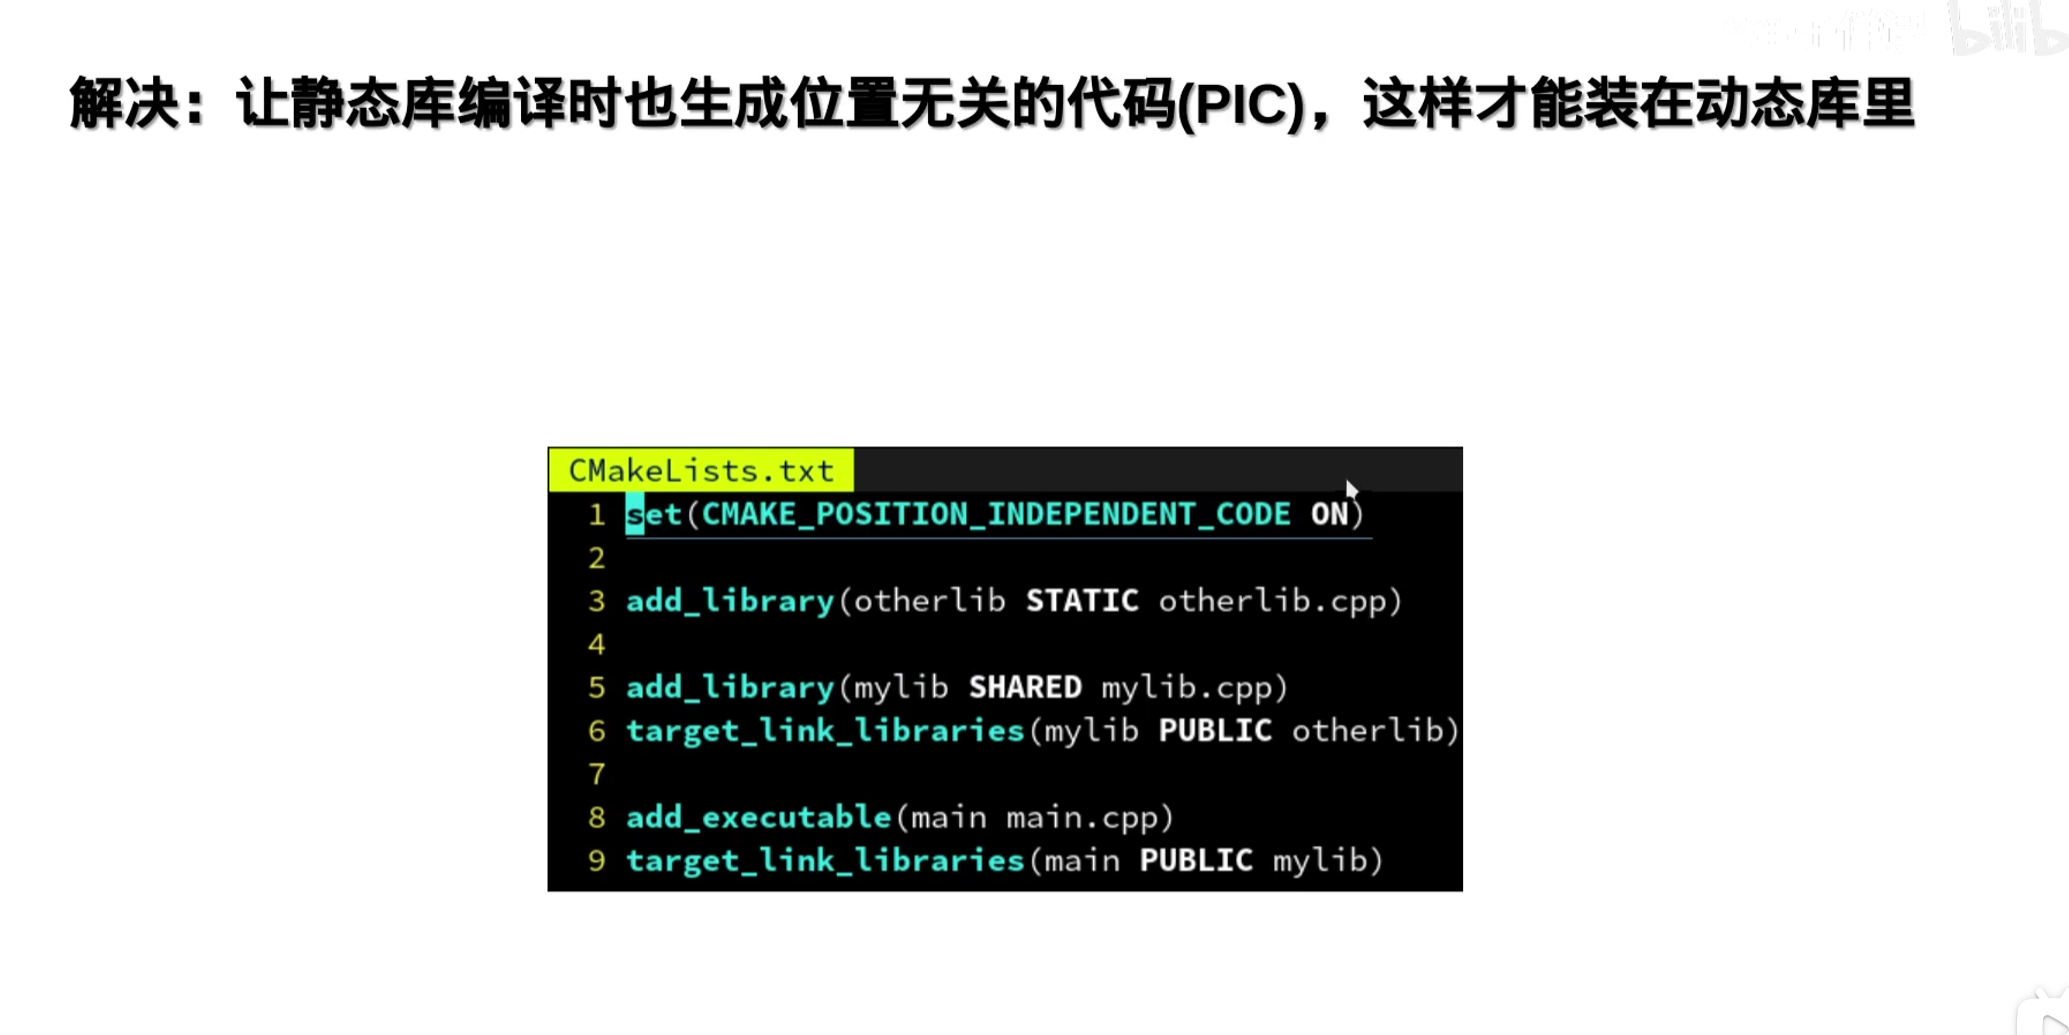 解决：让静态库编译时也生成位置无关的代码(PIC)，这样才能装在动态库里
CMakeLists.txt
1 set(CMAKE_POSITION_INDEPENDENT_CODE ON)
2
3 add_library(otherlib STATIC otherlib.cpp)
4
5 add_library(mylib SHARED mylib.cpp)
6 target_link_libraries(mylib PUBLIC otherlib)
7
8 add_executable(main main.cpp)
9 target_link_libraries(main PUBLIC mylib)